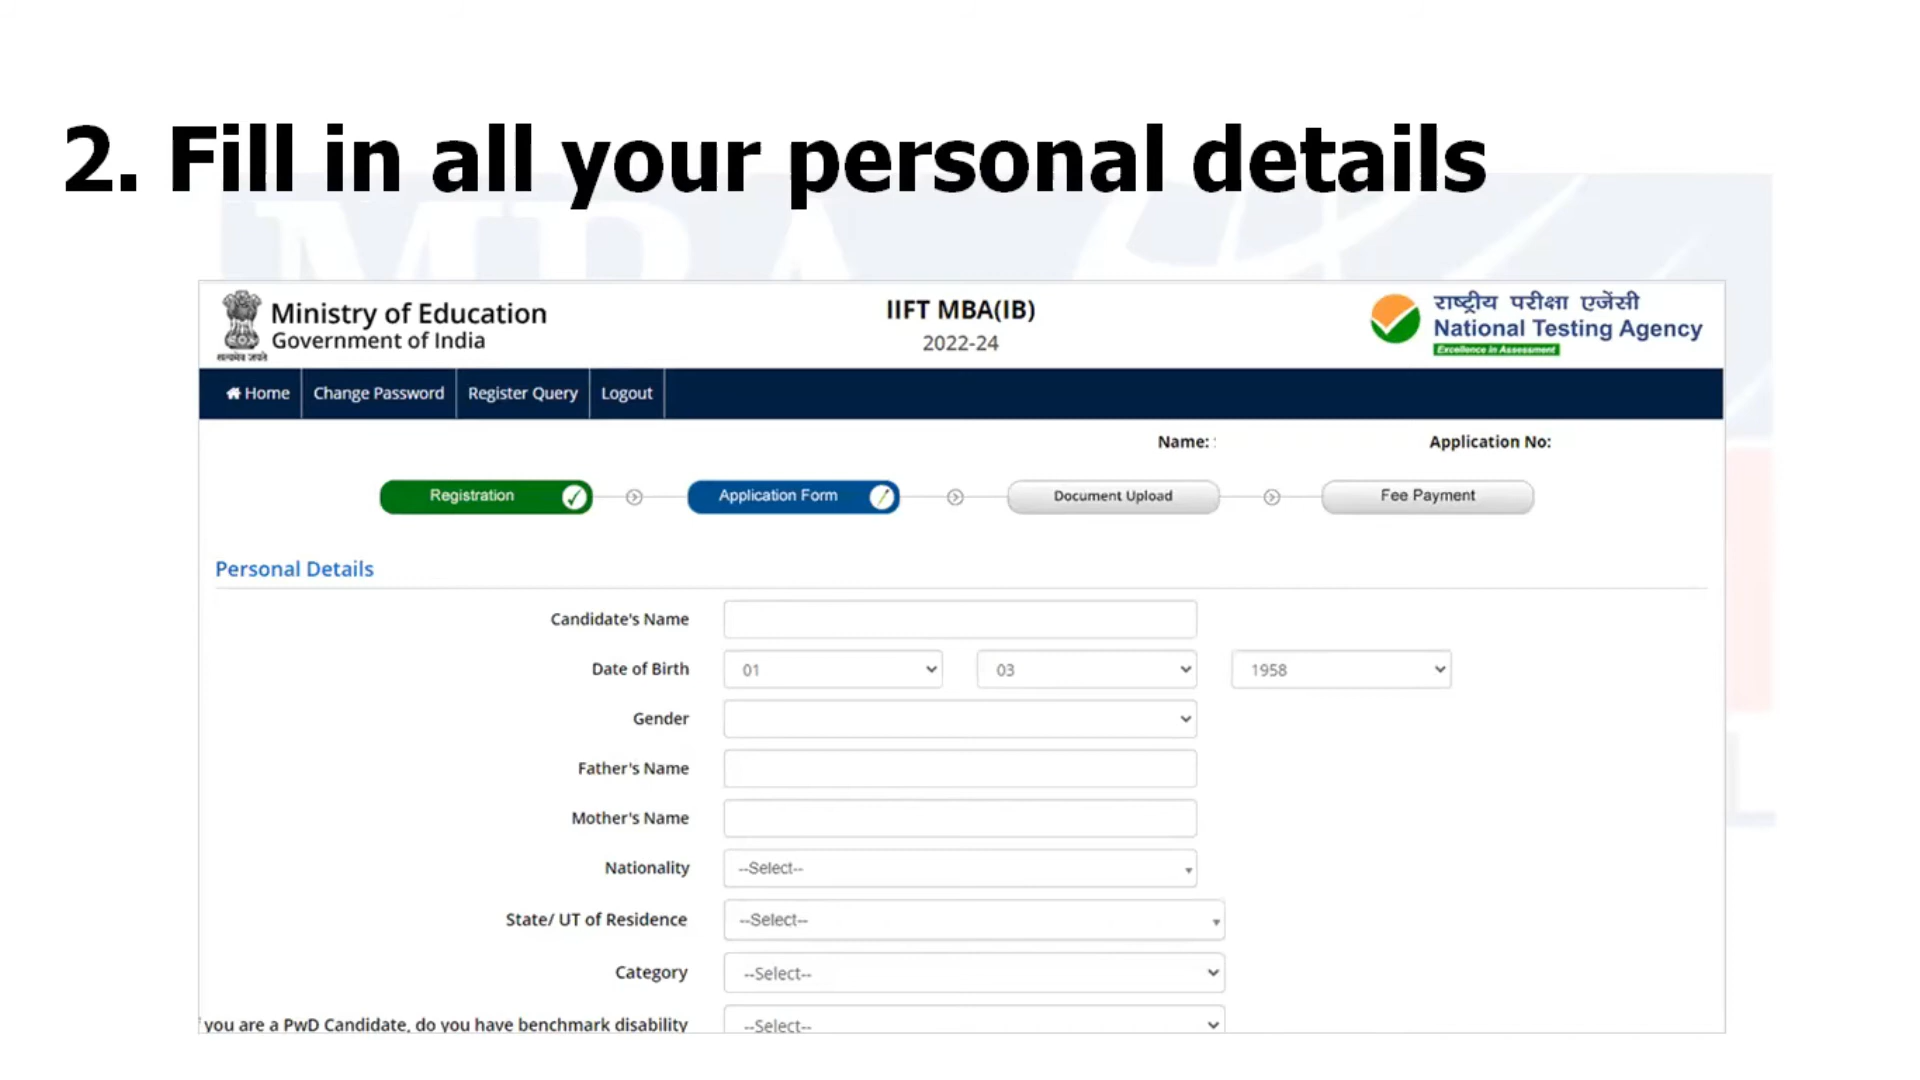 2. Fill in all your personal details
MBA
Ministry of Education
Government of India
सत्यमेव जयते
IIFT MBA(IB)
2022-24
राष्ट्रीय परीक्षा एजेंसी
National Testing Agency
Excellence in Assessment
Home Change Password Register Query Logout
Name: Application No:
Registration Application Form Document Upload Fee Payment
Personal Details
Candidate's Name
Date of Birth 01 03 1958
Gender
Father's Name
Mother's Name
Nationality --Select--
State/ UT of Residence --Select--
Category --Select--
you are a PwD Candidate, do you have benchmark disability --Select--